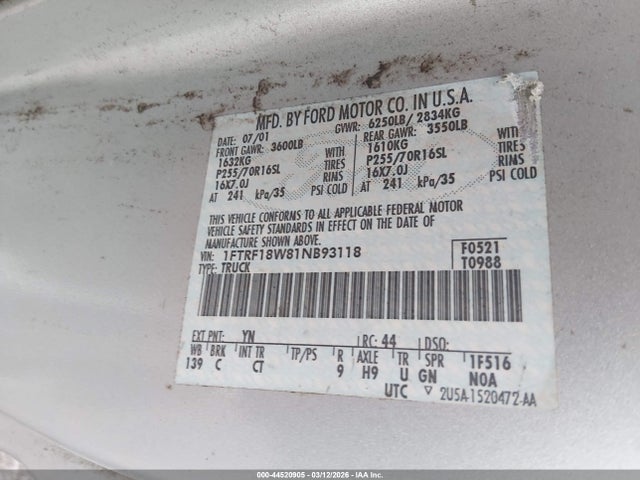 MFD. BY FORD MOTOR CO. IN U.S.A.
DATE: 07/01 GVWR: 6250LB/ 2834KG
FRONT GAWR: 3600LB REAR GAWR: 3550LB
1632KG WITH 1610KG WITH
P255/70R16SL TIRES P255/70R16SL TIRES
16X7.0J RIMS 16X7.0J RIMS
AT 241 kPa/35 PSI COLD AT 241 kPa/35 PSI COLD
THIS VEHICLE CONFORMS TO ALL APPLICABLE FEDERAL MOTOR
VEHICLE SAFETY STANDARDS IN EFFECT ON THE DATE OF
MANUFACTURE SHOWN ABOVE.
VIN: 1FTRF18W81NB93118 F0521
TYPE: TRUCK T0988
EXT PNT: YN RC: 44 DSO:
WB BRK INT TR TP/PS R AXLE TR SPR 1F516
139 C CT 9 H9 U GN NOA
UTC ▽ 2U5A-1520472-AA
000-44520905 - 03/12/2026 - IAA Inc.